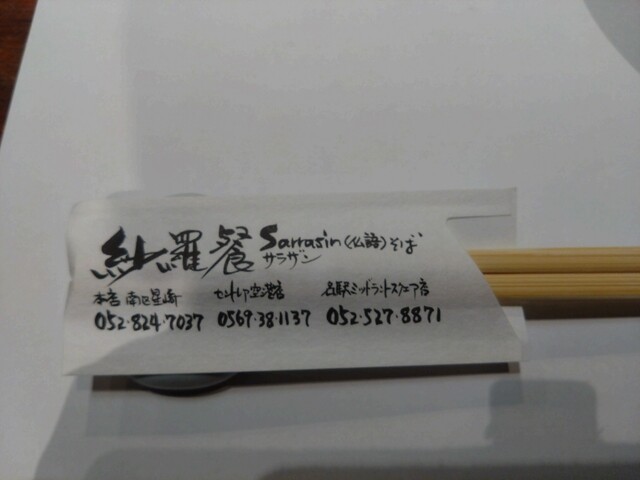 紗羅餐 Sarrasin(仏語)そば
サラザン
本店 南区星崎 セントレア空港店 名駅ミッドランドスクエア店
052・824・7037 0569・38・1137 052・527・8871